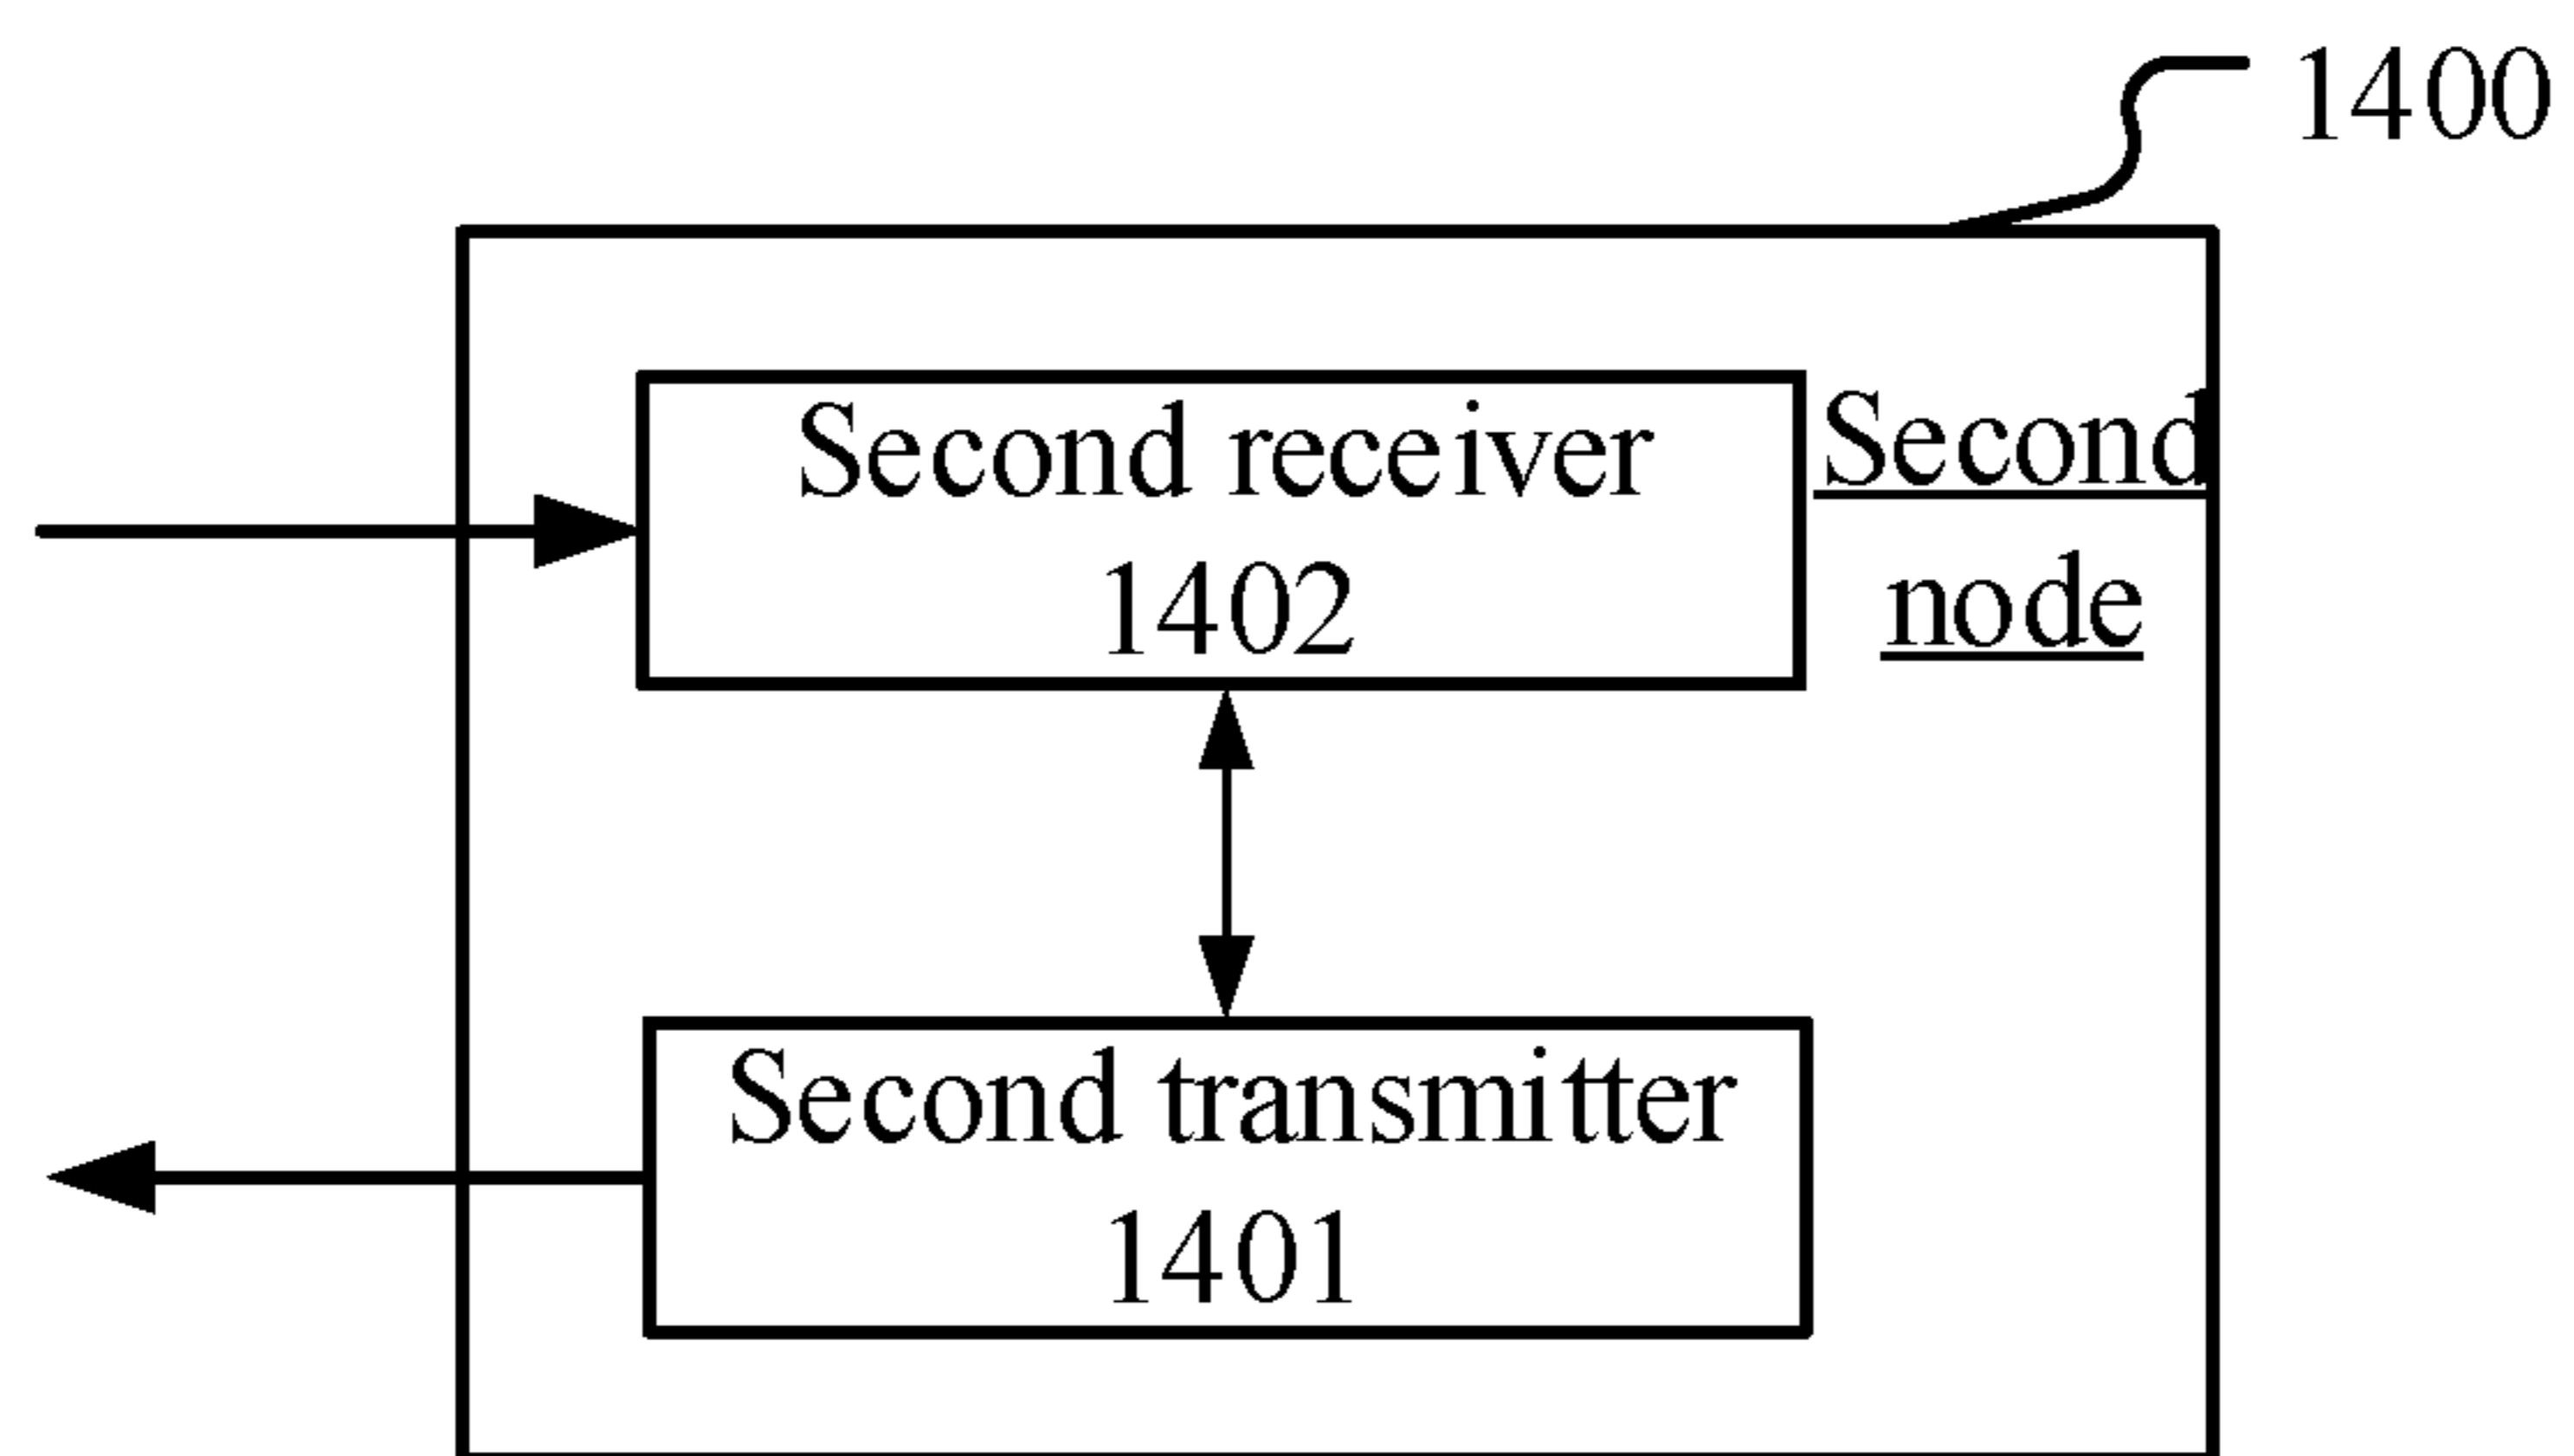 1400
Second receiver
1402
Second
node
Second transmitter
1401